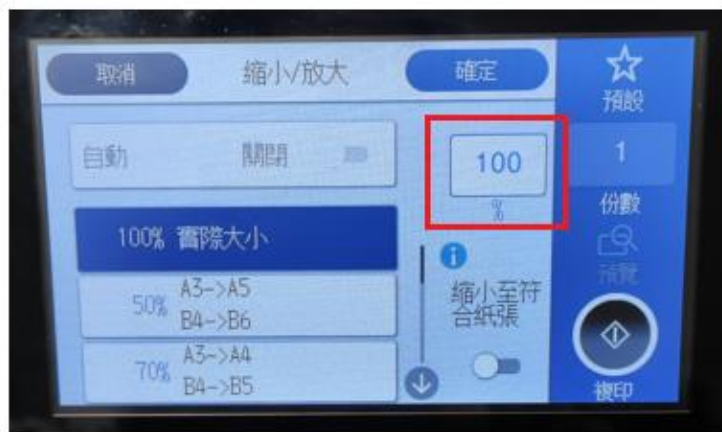 取消
縮小/放大
確定
預設
自動
關閉
100
%
1
份數
100% 實際大小
50%
A3->A5
B4->B6
縮小至符
合紙張
預覽
70%
A3->A4
B4->B5
複印